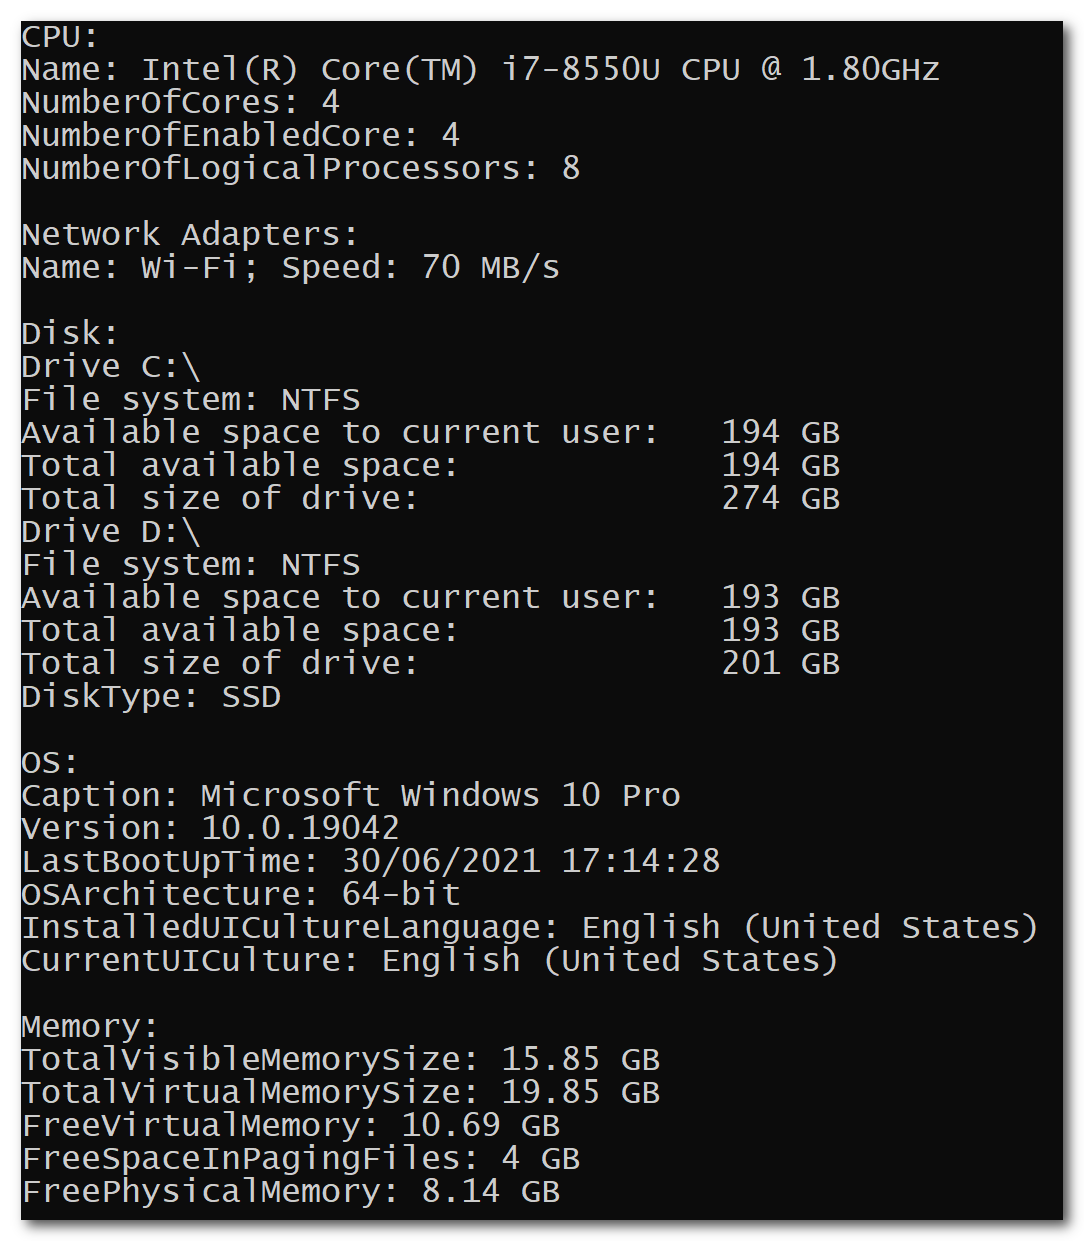 CPU:
Name: Intel(R) Core(TM) i7-8550U CPU @ 1.80GHz
NumberOfCores: 4
NumberOfEnabledCore: 4
NumberOfLogicalProcessors: 8
Network Adapters:
Name: Wi-Fi; Speed: 70 MB/s
Disk:
Drive C:\
File system: NTFS
Available space to current user: 194 GB
Total available space: 194 GB
Total size of drive: 274 GB
Drive D:\
File system: NTFS
Available space to current user: 193 GB
Total available space: 193 GB
Total size of drive: 201 GB
DiskType: SSD
OS:
Caption: Microsoft Windows 10 Pro
Version: 10.0.19042
LastBootUpTime: 30/06/2021 17:14:28
OSArchitecture: 64-bit
InstalledUICultureLanguage: English (United States)
CurrentUICulture: English (United States)
Memory:
TotalVisibleMemorySize: 15.85 GB
TotalVirtualMemorySize: 19.85 GB
FreeVirtualMemory: 10.69 GB
FreeSpaceInPagingFiles: 4 GB
FreePhysicalMemory: 8.14 GB